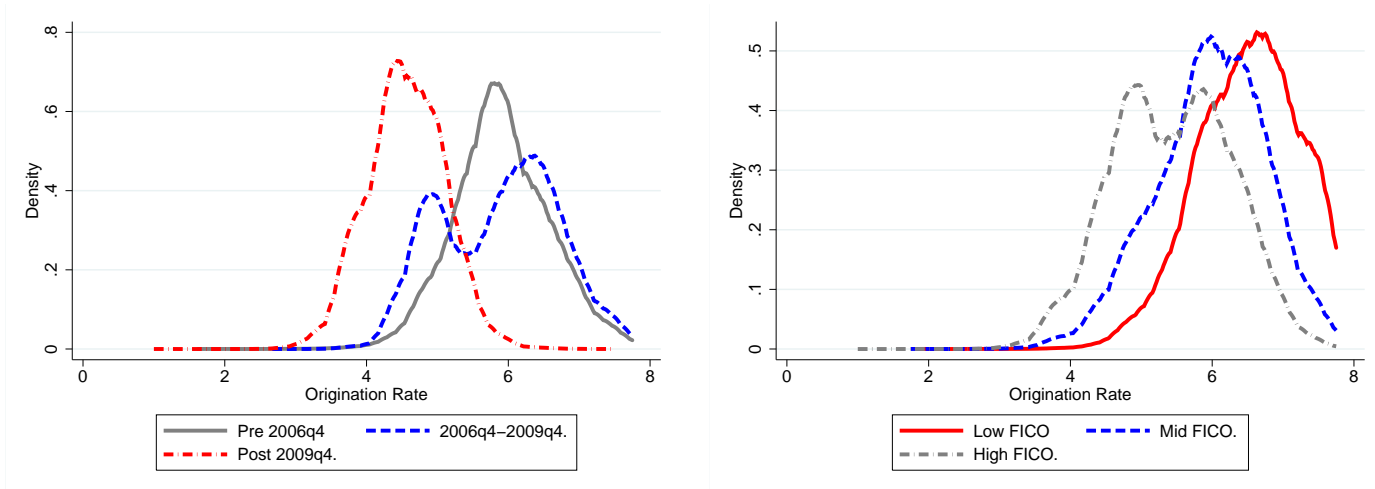 Density
0 .2 .4 .6 .8
0 2 4 6 8
Origination Rate
Pre 2006q4 2006q4–2009q4.
Post 2009q4.
Density
0 .1 .2 .3 .4 .5
0 2 4 6 8
Origination Rate
Low FICO Mid FICO.
High FICO.